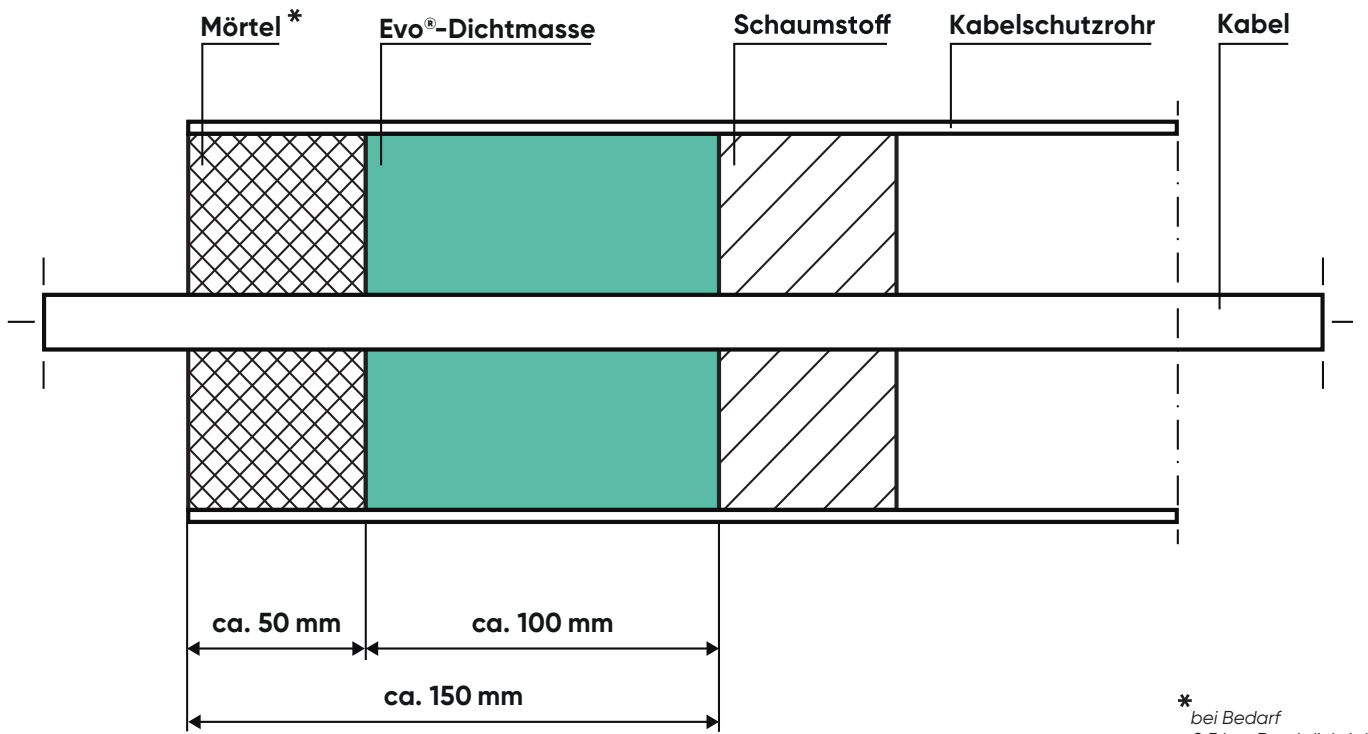 Mörtel *
Evo®-Dichtmasse
Schaumstoff
Kabelschutzrohr
Kabel
ca. 50 mm
ca. 100 mm
ca. 150 mm
* bei Bedarf